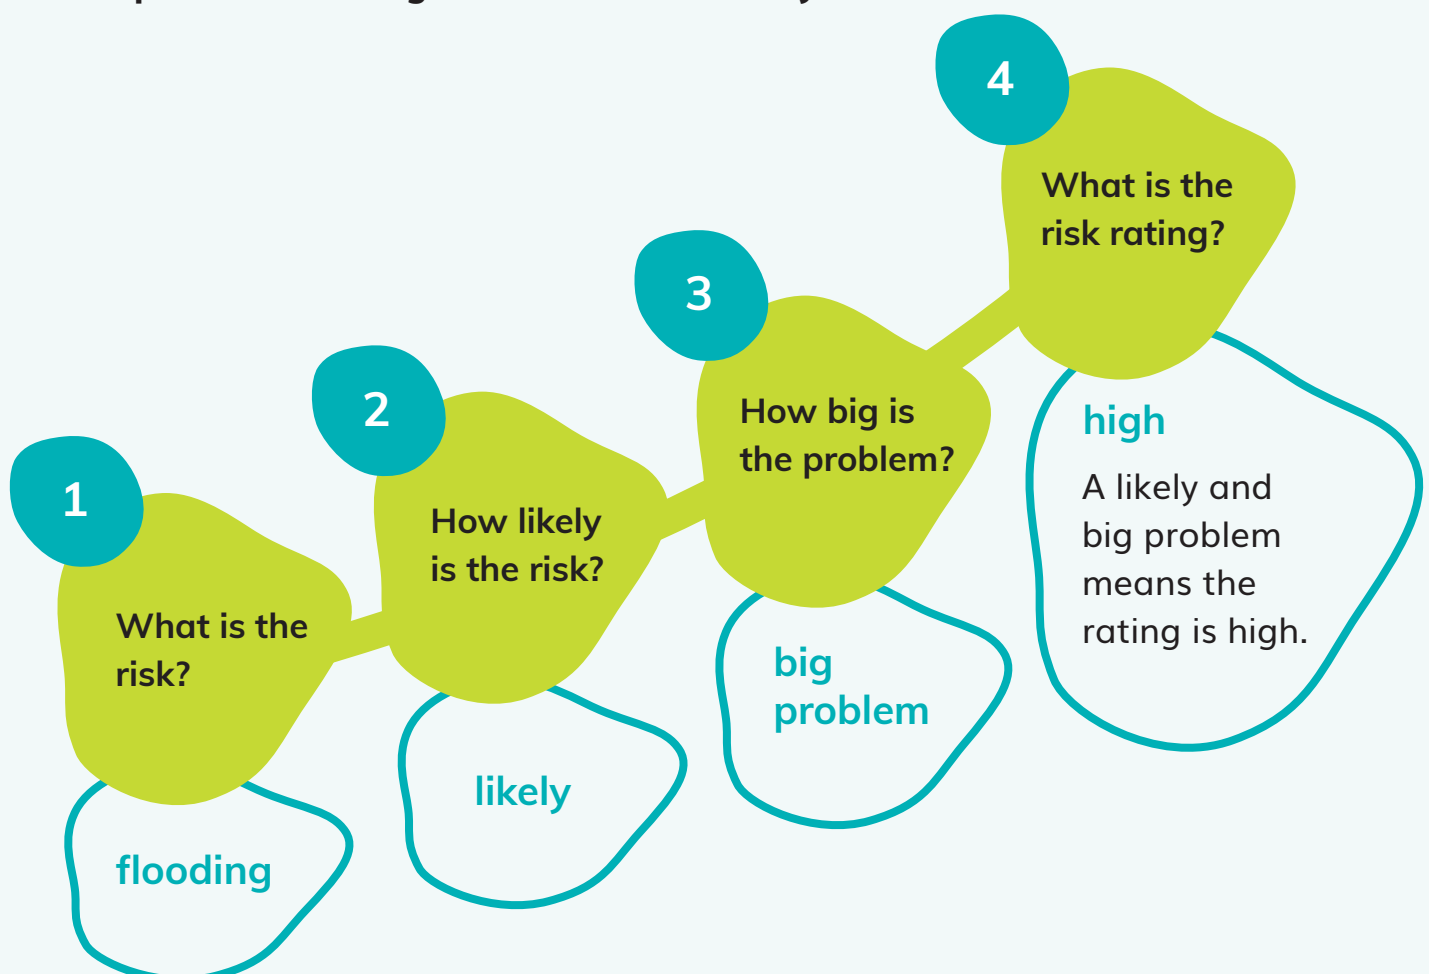 1
What is the
risk?
flooding
2
How likely
is the risk?
likely
3
How big is
the problem?
big
problem
4
What is the
risk rating?
high
A likely and
big problem
means the
rating is high.